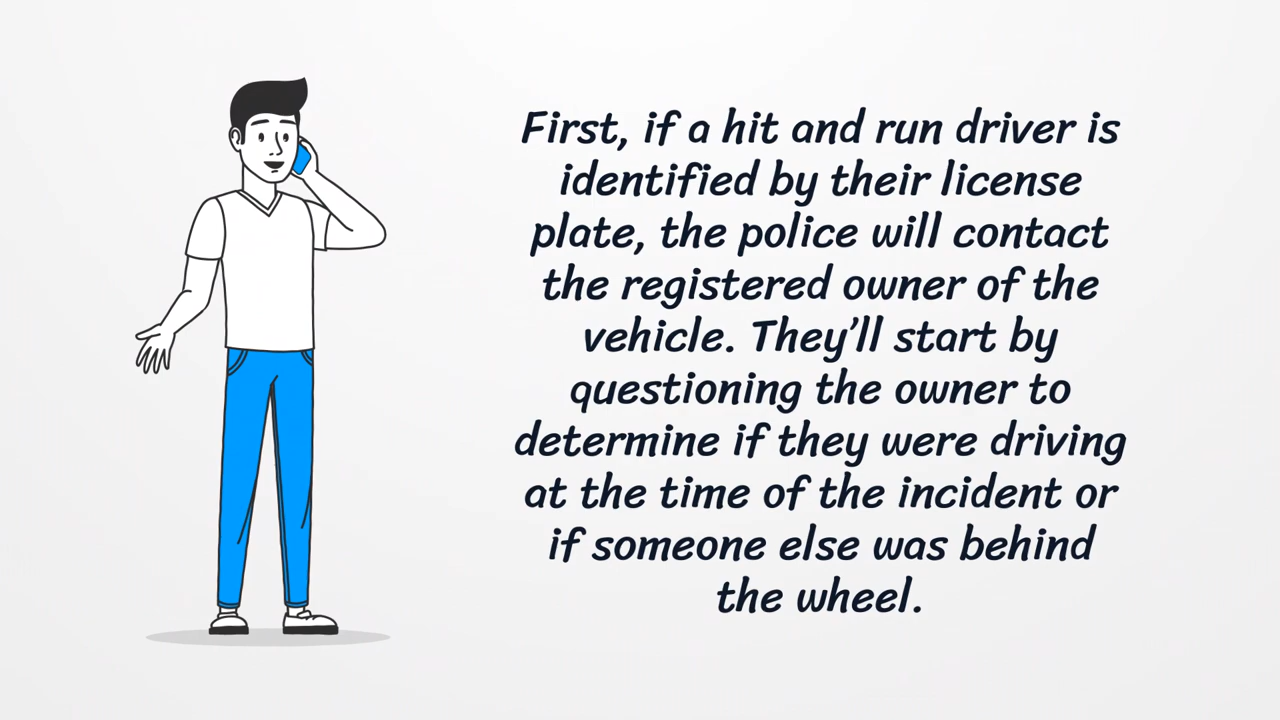 First, if a hit and run driver is
identified by their license
plate, the police will contact
the registered owner of the
vehicle. They’ll start by
questioning the owner to
determine if they were driving
at the time of the incident or
if someone else was behind
the wheel.